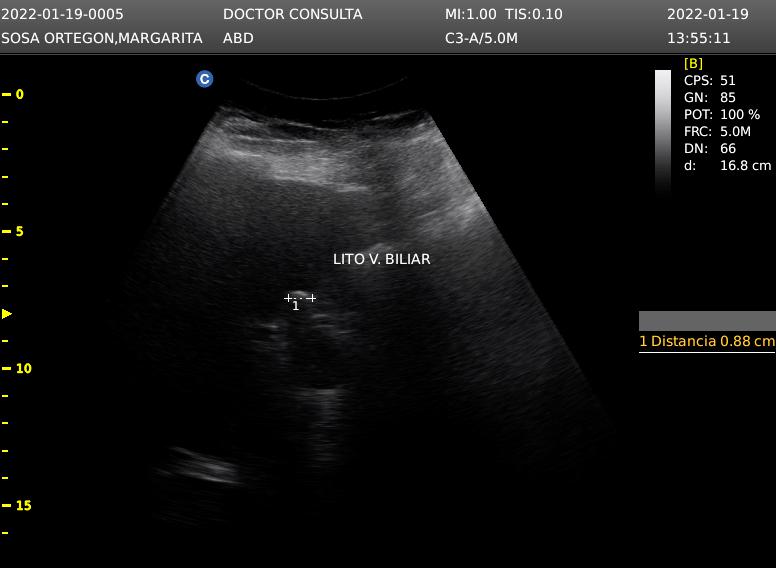 2022-01-19-0005 DOCTOR CONSULTA MI:1.00 TIS:0.10 2022-01-19
SOSA ORTEGON,MARGARITA ABD C3-A/5.0M 13:55:11
C
[B]
CPS: 51
GN: 85
POT: 100 %
FRC: 5.0M
DN: 66
d: 16.8 cm
0
5
10
15
LITO V. BILIAR
1
1 Distancia 0.88 cm